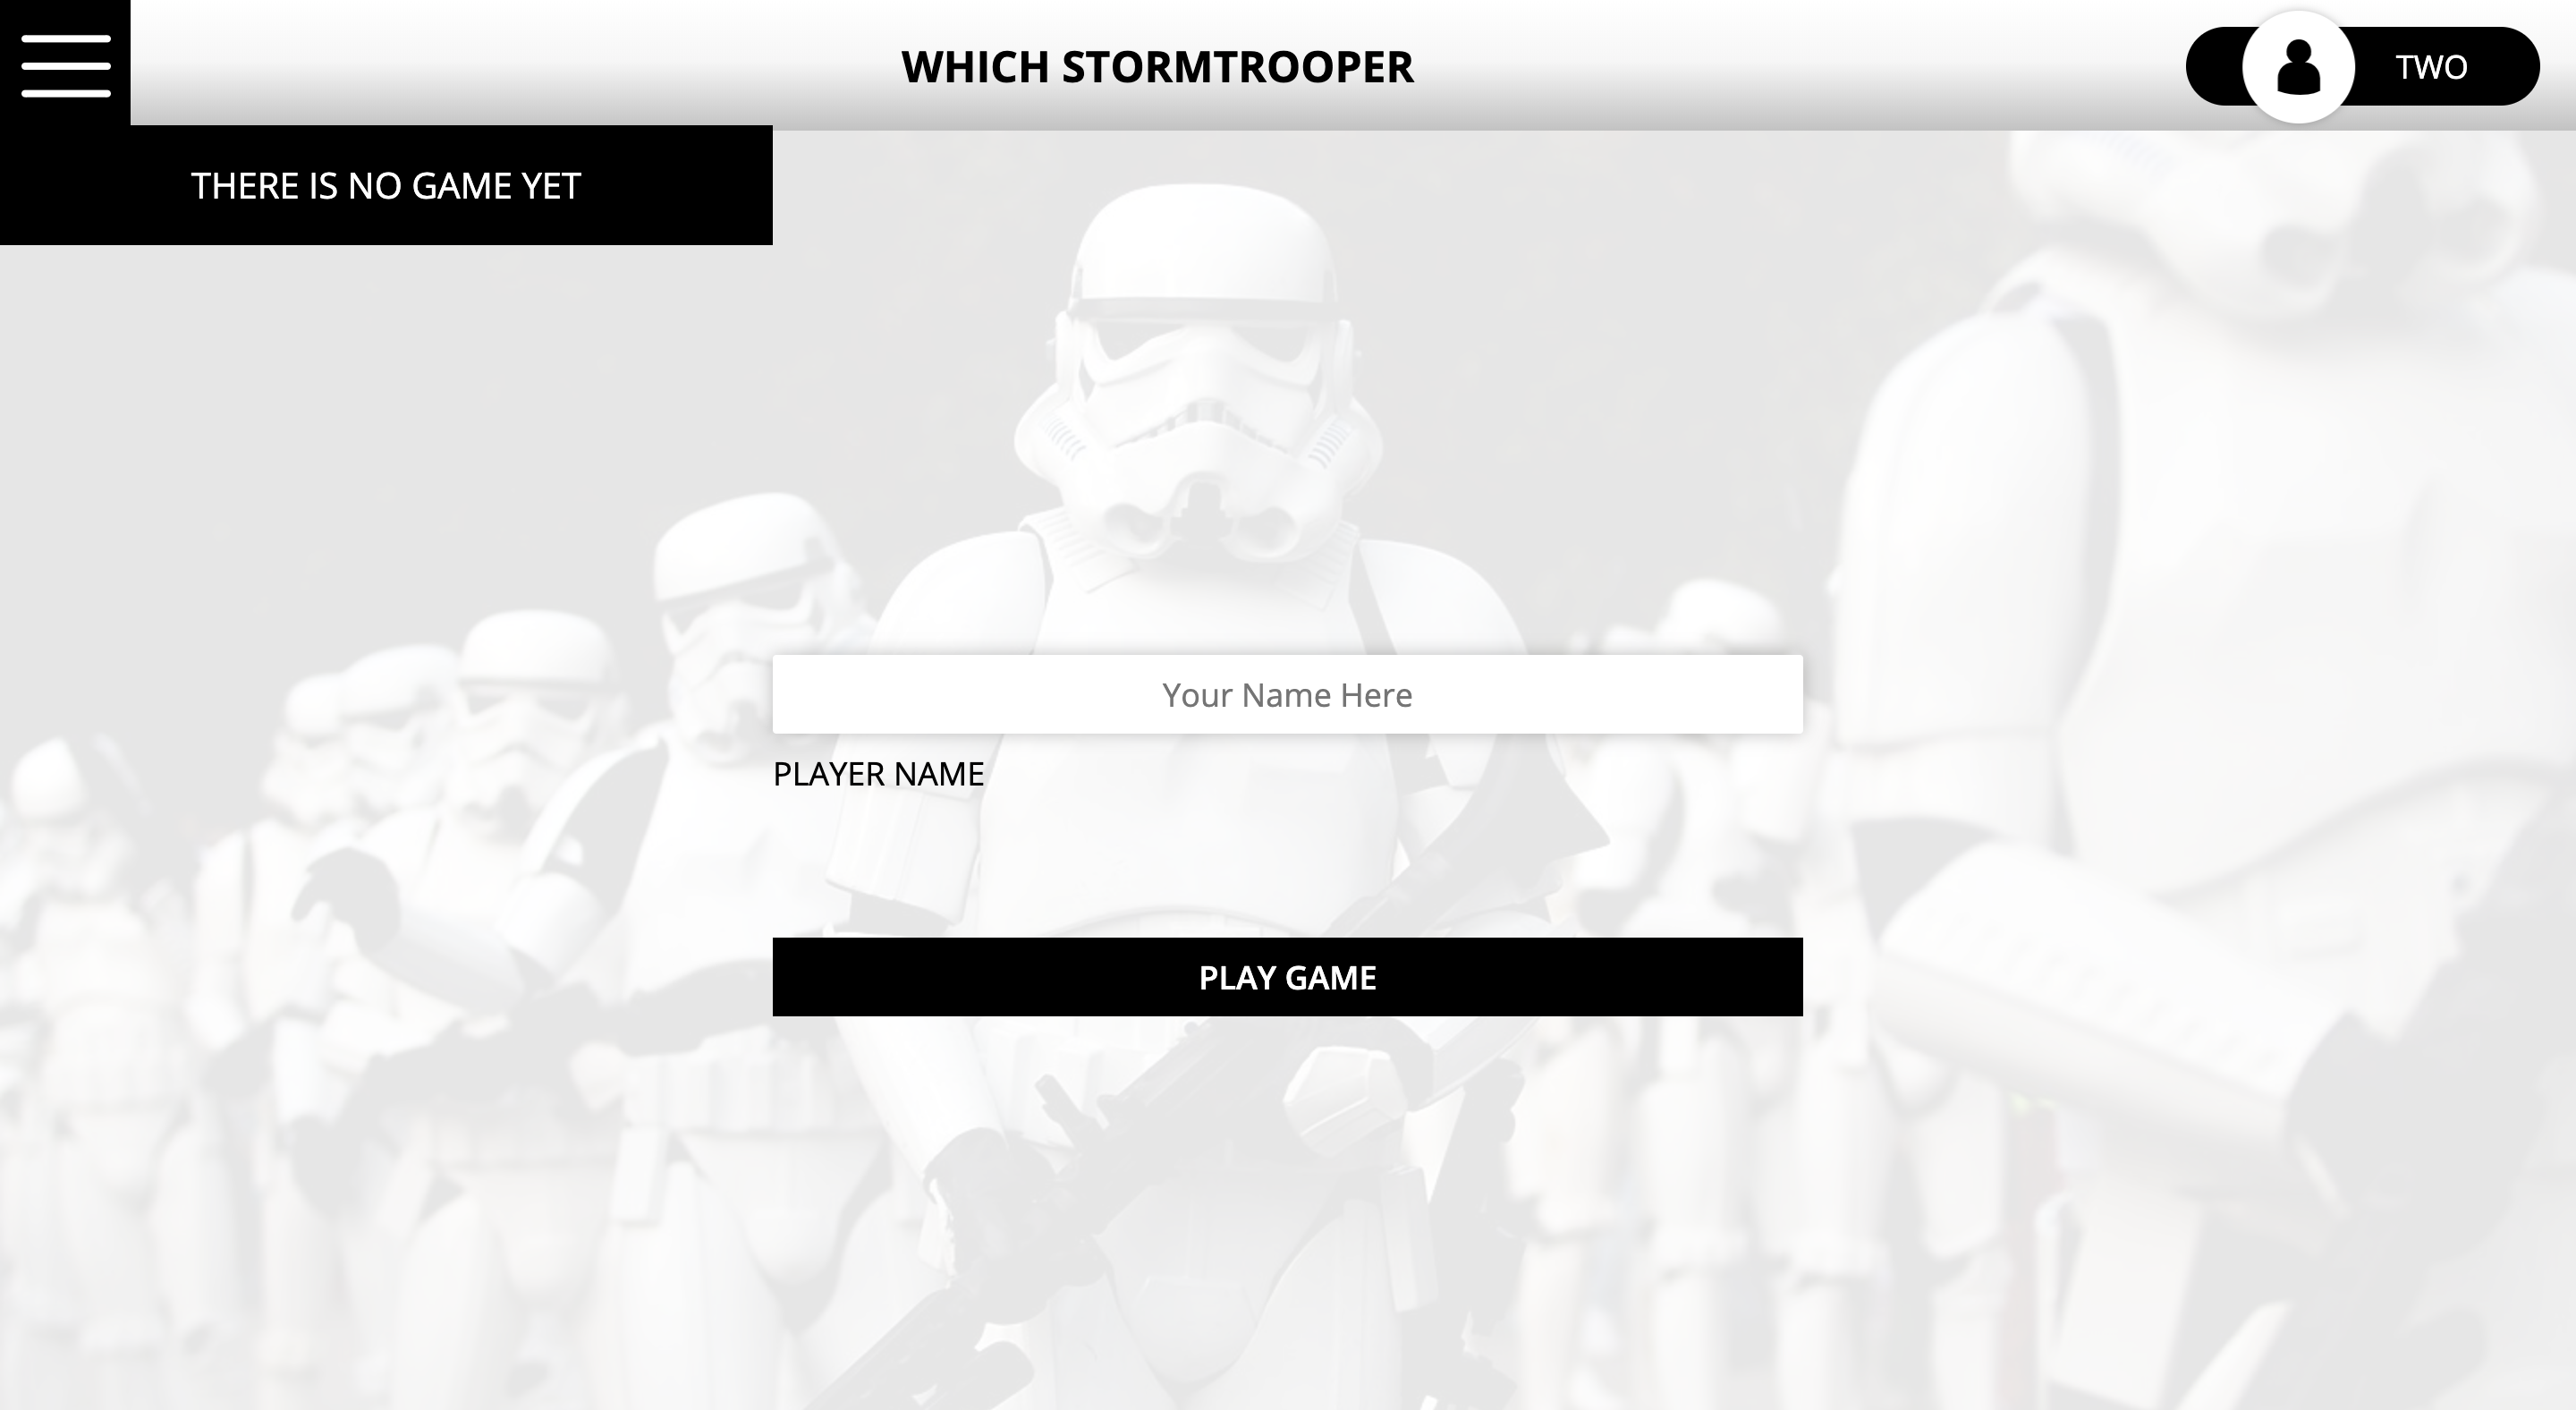 WHICH STORMTROOPER
TWO
THERE IS NO GAME YET
Your Name Here
PLAYER NAME
PLAY GAME